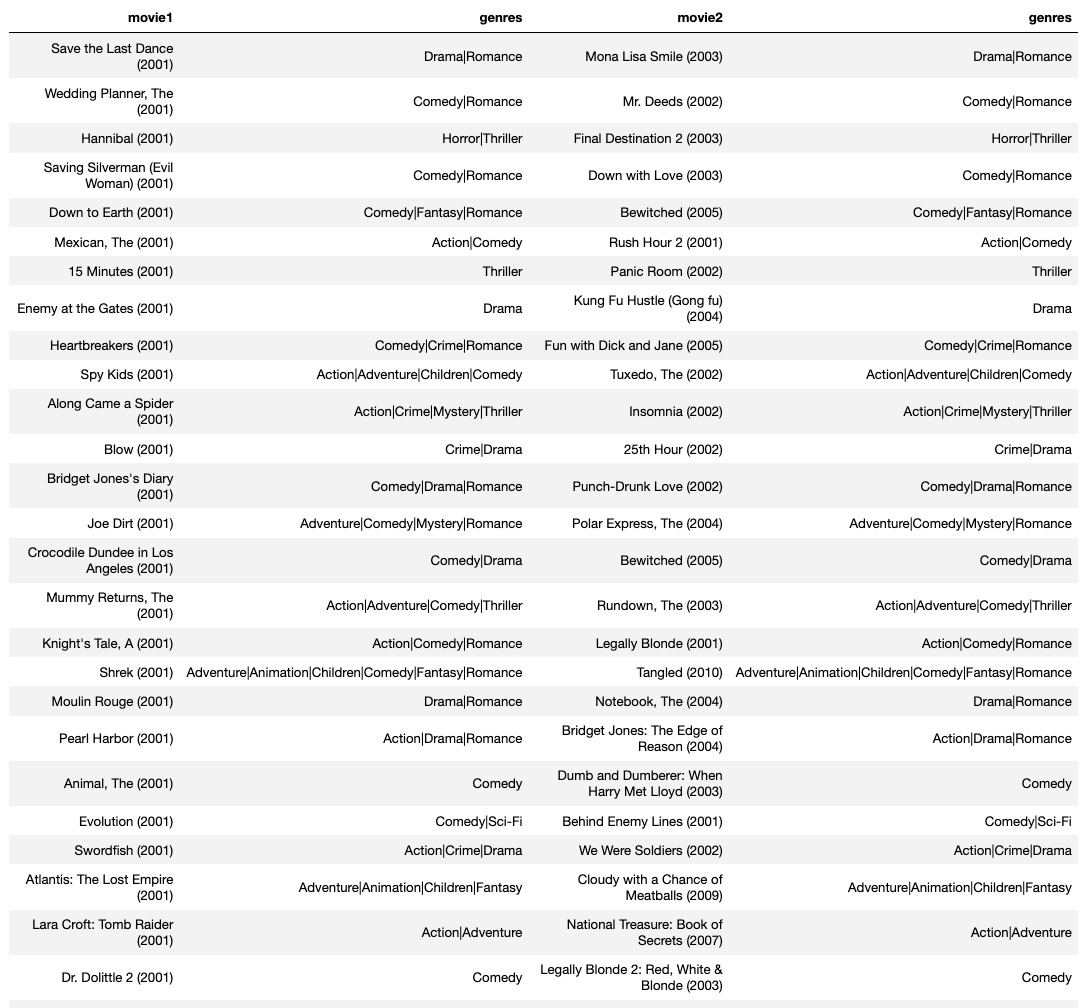 movie1 genres movie2 genres
Save the Last Dance
(2001) Drama|Romance Mona Lisa Smile (2003) Drama|Romance
Wedding Planner, The
(2001) Comedy|Romance Mr. Deeds (2002) Comedy|Romance
Hannibal (2001) Horror|Thriller Final Destination 2 (2003) Horror|Thriller
Saving Silverman (Evil
Woman) (2001) Comedy|Romance Down with Love (2003) Comedy|Romance
Down to Earth (2001) Comedy|Fantasy|Romance Bewitched (2005) Comedy|Fantasy|Romance
Mexican, The (2001) Action|Comedy Rush Hour 2 (2001) Action|Comedy
15 Minutes (2001) Thriller Panic Room (2002) Thriller
Enemy at the Gates (2001) Drama Kung Fu Hustle (Gong fu)
(2004) Drama
Heartbreakers (2001) Comedy|Crime|Romance Fun with Dick and Jane (2005) Comedy|Crime|Romance
Spy Kids (2001) Action|Adventure|Children|Comedy Tuxedo, The (2002) Action|Adventure|Children|Comedy
Along Came a Spider
(2001) Action|Crime|Mystery|Thriller Insomnia (2002) Action|Crime|Mystery|Thriller
Blow (2001) Crime|Drama 25th Hour (2002) Crime|Drama
Bridget Jones's Diary
(2001) Comedy|Drama|Romance Punch-Drunk Love (2002) Comedy|Drama|Romance
Joe Dirt (2001) Adventure|Comedy|Mystery|Romance Polar Express, The (2004) Adventure|Comedy|Mystery|Romance
Crocodile Dundee in Los
Angeles (2001) Comedy|Drama Bewitched (2005) Comedy|Drama
Mummy Returns, The
(2001) Action|Adventure|Comedy|Thriller Rundown, The (2003) Action|Adventure|Comedy|Thriller
Knight's Tale, A (2001) Action|Comedy|Romance Legally Blonde (2001) Action|Comedy|Romance
Shrek (2001) Adventure|Animation|Children|Comedy|Fantasy|Romance Tangled (2010) Adventure|Animation|Children|Comedy|Fantasy|Romance
Moulin Rouge (2001) Drama|Romance Notebook, The (2004) Drama|Romance
Pearl Harbor (2001) Action|Drama|Romance Bridget Jones: The Edge of
Reason (2004) Action|Drama|Romance
Animal, The (2001) Comedy Dumb and Dumberer: When
Harry Met Lloyd (2003) Comedy
Evolution (2001) Comedy|Sci-Fi Behind Enemy Lines (2001) Comedy|Sci-Fi
Swordfish (2001) Action|Crime|Drama We Were Soldiers (2002) Action|Crime|Drama
Atlantis: The Lost Empire
(2001) Adventure|Animation|Children|Fantasy Cloudy with a Chance of
Meatballs (2009) Adventure|Animation|Children|Fantasy
Lara Croft: Tomb Raider
(2001) Action|Adventure National Treasure: Book of
Secrets (2007) Action|Adventure
Dr. Dolittle 2 (2001) Comedy Legally Blonde 2: Red, White &
Blonde (2003) Comedy